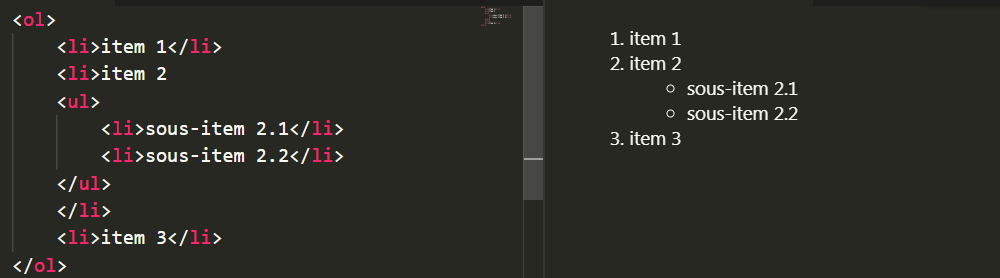 <ol>
<li>item 1</li>
<li>item 2
<ul>
<li>sous-item 2.1</li>
<li>sous-item 2.2</li>
</ul>
</li>
<li>item 3</li>
</ol>
1. item 1
2. item 2
○ sous-item 2.1
○ sous-item 2.2
3. item 3